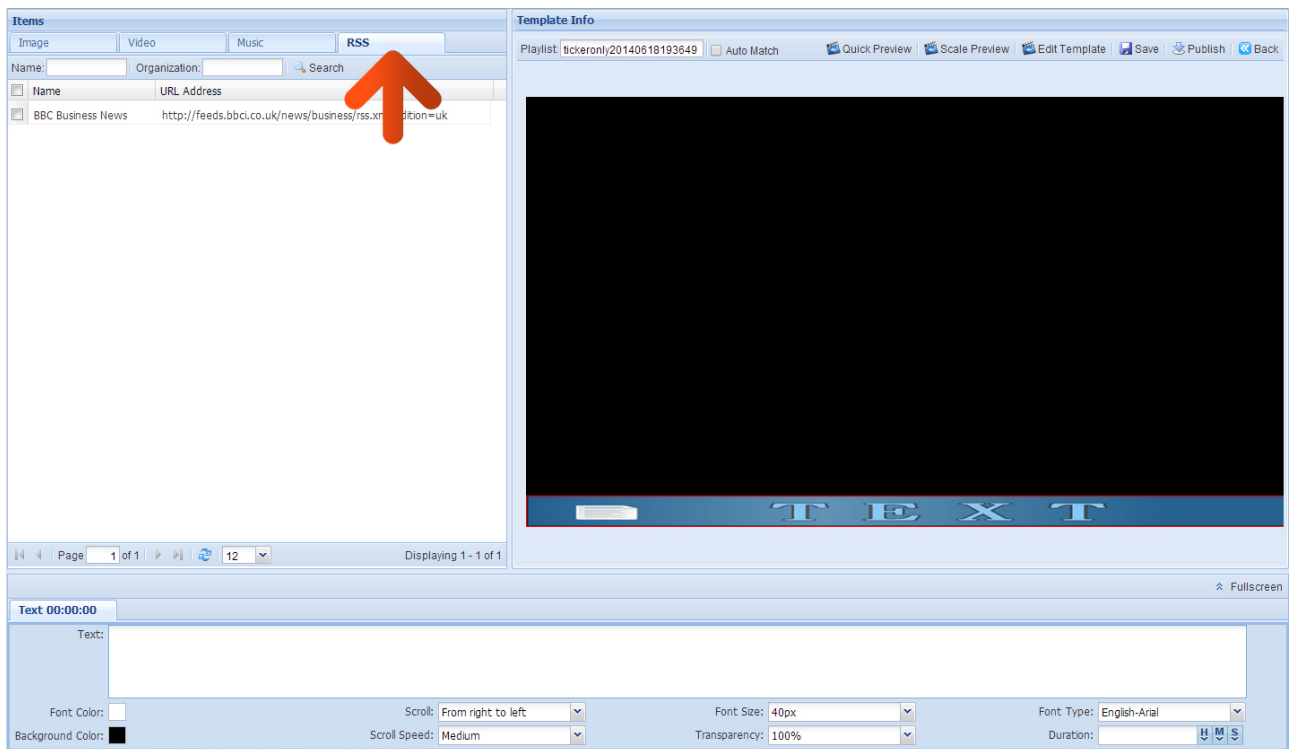 Items
Image Video Music RSS
Name: Organization: Search
Name URL Address
BBC Business News http://feeds.bbci.co.uk/news/business/rss.xm dition=uk
Page 1 of 1 12 Displaying 1 - 1 of 1
Template Info
Playlist: tickeronly20140618193649 Auto Match Quick Preview Scale Preview Edit Template Save Publish Back
TEXT
Fullscreen
Text 00:00:00
Text:
Font Color: Scroll: From right to left Font Size: 40px Font Type: English-Arial
Background Color: Scroll Speed: Medium Transparency: 100% Duration: H M S